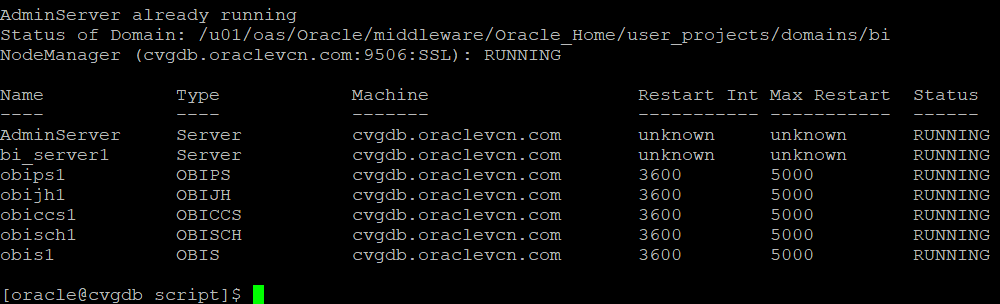 AdminServer already running
Status of Domain: /u01/oas/Oracle/middleware/Oracle_Home/user_projects/domains/bi
NodeManager (cvgdb.oraclevcn.com:9506:SSL): RUNNING
Name Type Machine Restart Int Max Restart Status
---- ---- ------- ----------- ----------- ------
AdminServer Server cvgdb.oraclevcn.com unknown unknown RUNNING
bi_server1 Server cvgdb.oraclevcn.com unknown unknown RUNNING
obips1 OBIPS cvgdb.oraclevcn.com 3600 5000 RUNNING
obijh1 OBIJH cvgdb.oraclevcn.com 3600 5000 RUNNING
obiccs1 OBICCS cvgdb.oraclevcn.com 3600 5000 RUNNING
obisch1 OBISCH cvgdb.oraclevcn.com 3600 5000 RUNNING
obis1 OBIS cvgdb.oraclevcn.com 3600 5000 RUNNING
[oracle@cvgdb script]$